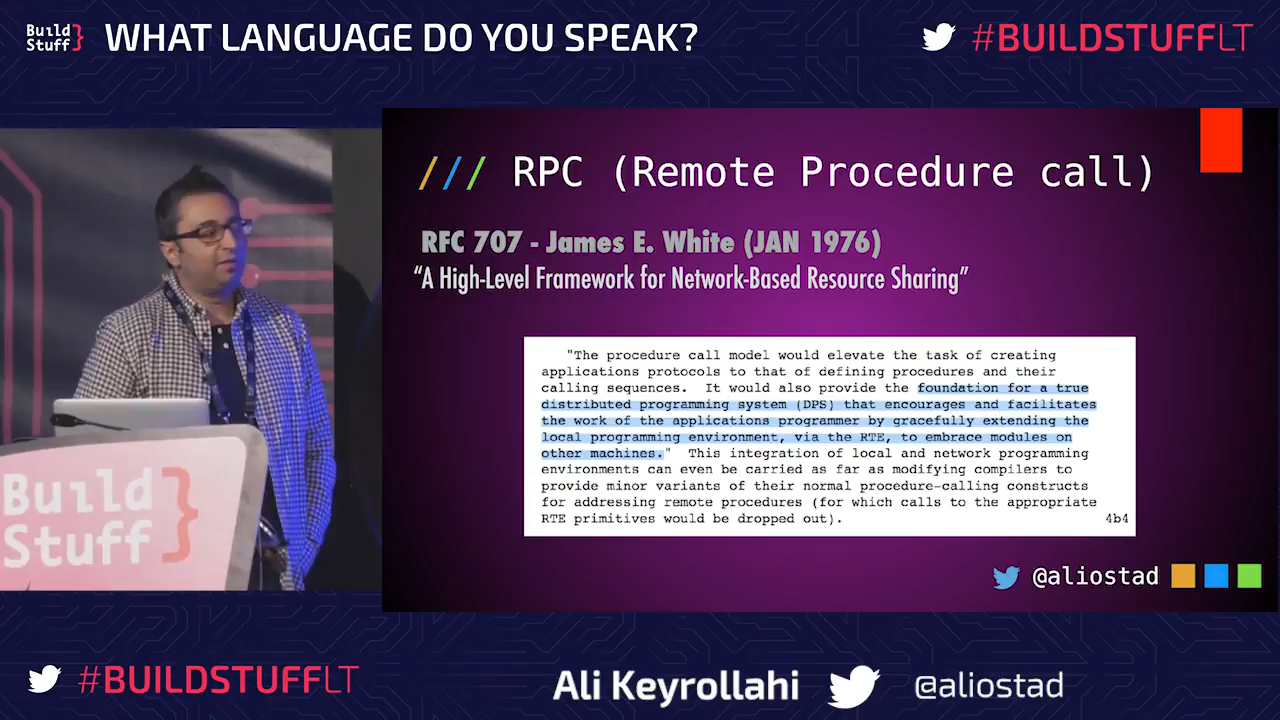 Build
Stuff}
WHAT LANGUAGE DO YOU SPEAK?
#BUILDSTUFFLT
/// RPC (Remote Procedure call)
RFC 707 - James E. White (JAN 1976)
“A High-Level Framework for Network-Based Resource Sharing”
"The procedure call model would elevate the task of creating
applications protocols to that of defining procedures and their
calling sequences. It would also provide the foundation for a true
distributed programming system (DPS) that encourages and facilitates
the work of the applications programmer by gracefully extending the
local programming environment, via the RTE, to embrace modules on
other machines." This integration of local and network programming
environments can even be carried as far as modifying compilers to
provide minor variants of their normal procedure-calling constructs
for addressing remote procedures (for which calls to the appropriate
RTE primitives would be dropped out). 4b4
@aliostad
Build
Stuff}
#BUILDSTUFFLT
Ali Keyrollahi
@aliostad